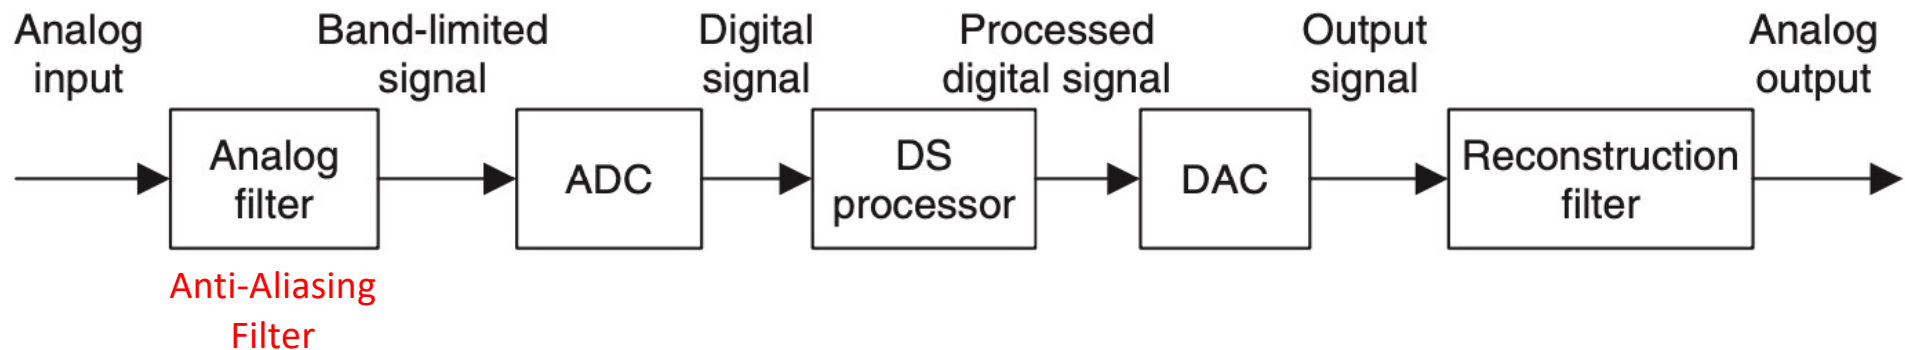 Analog
input
Band-limited
signal
Digital
signal
Processed
digital signal
Output
signal
Analog
output
Analog
filter
ADC
DS
processor
DAC
Reconstruction
filter
Anti-Aliasing
Filter